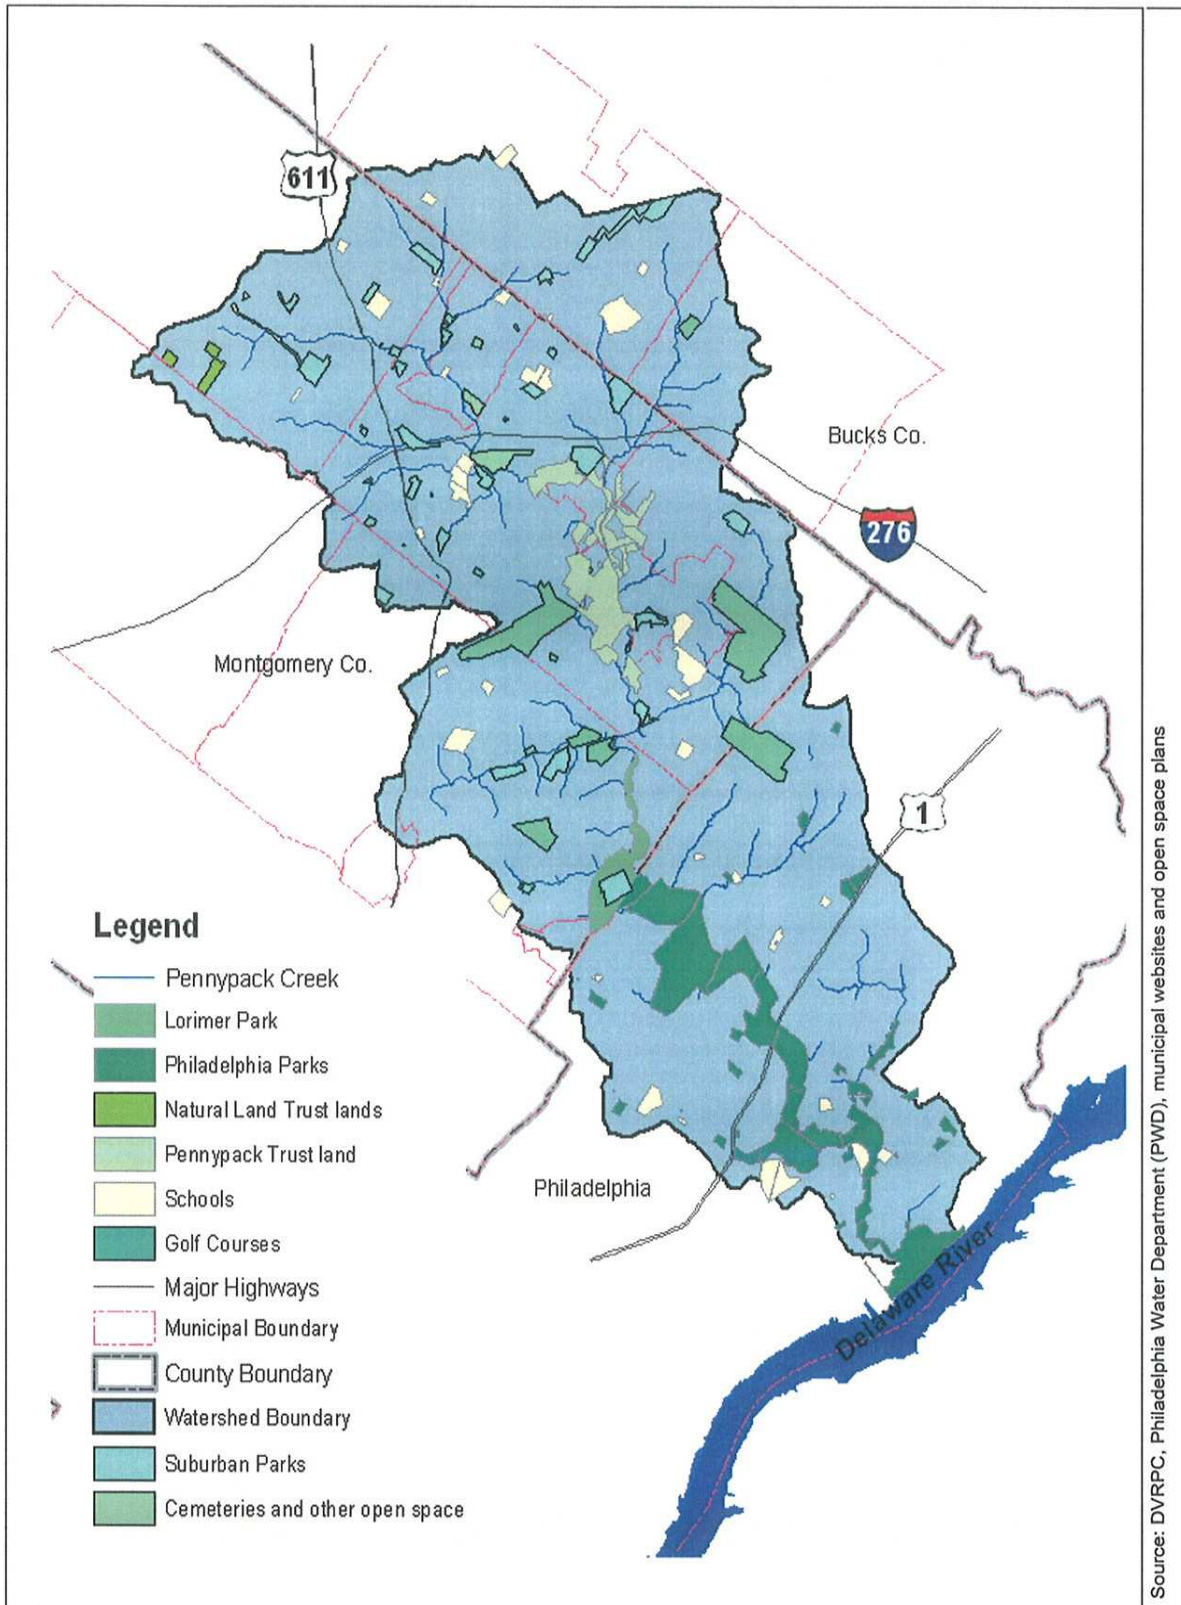 611
Bucks Co.
276
Montgomery Co.
1
Legend
Pennypack Creek
Lorimer Park
Philadelphia Parks
Natural Land Trust lands
Pennypack Trust land
Schools
Golf Courses
Major Highways
Municipal Boundary
County Boundary
Watershed Boundary
Suburban Parks
Cemeteries and other open space
Philadelphia
Delaware River
Source: DVRPC, Philadelphia Water Department (PWD), municipal websites and open space plans